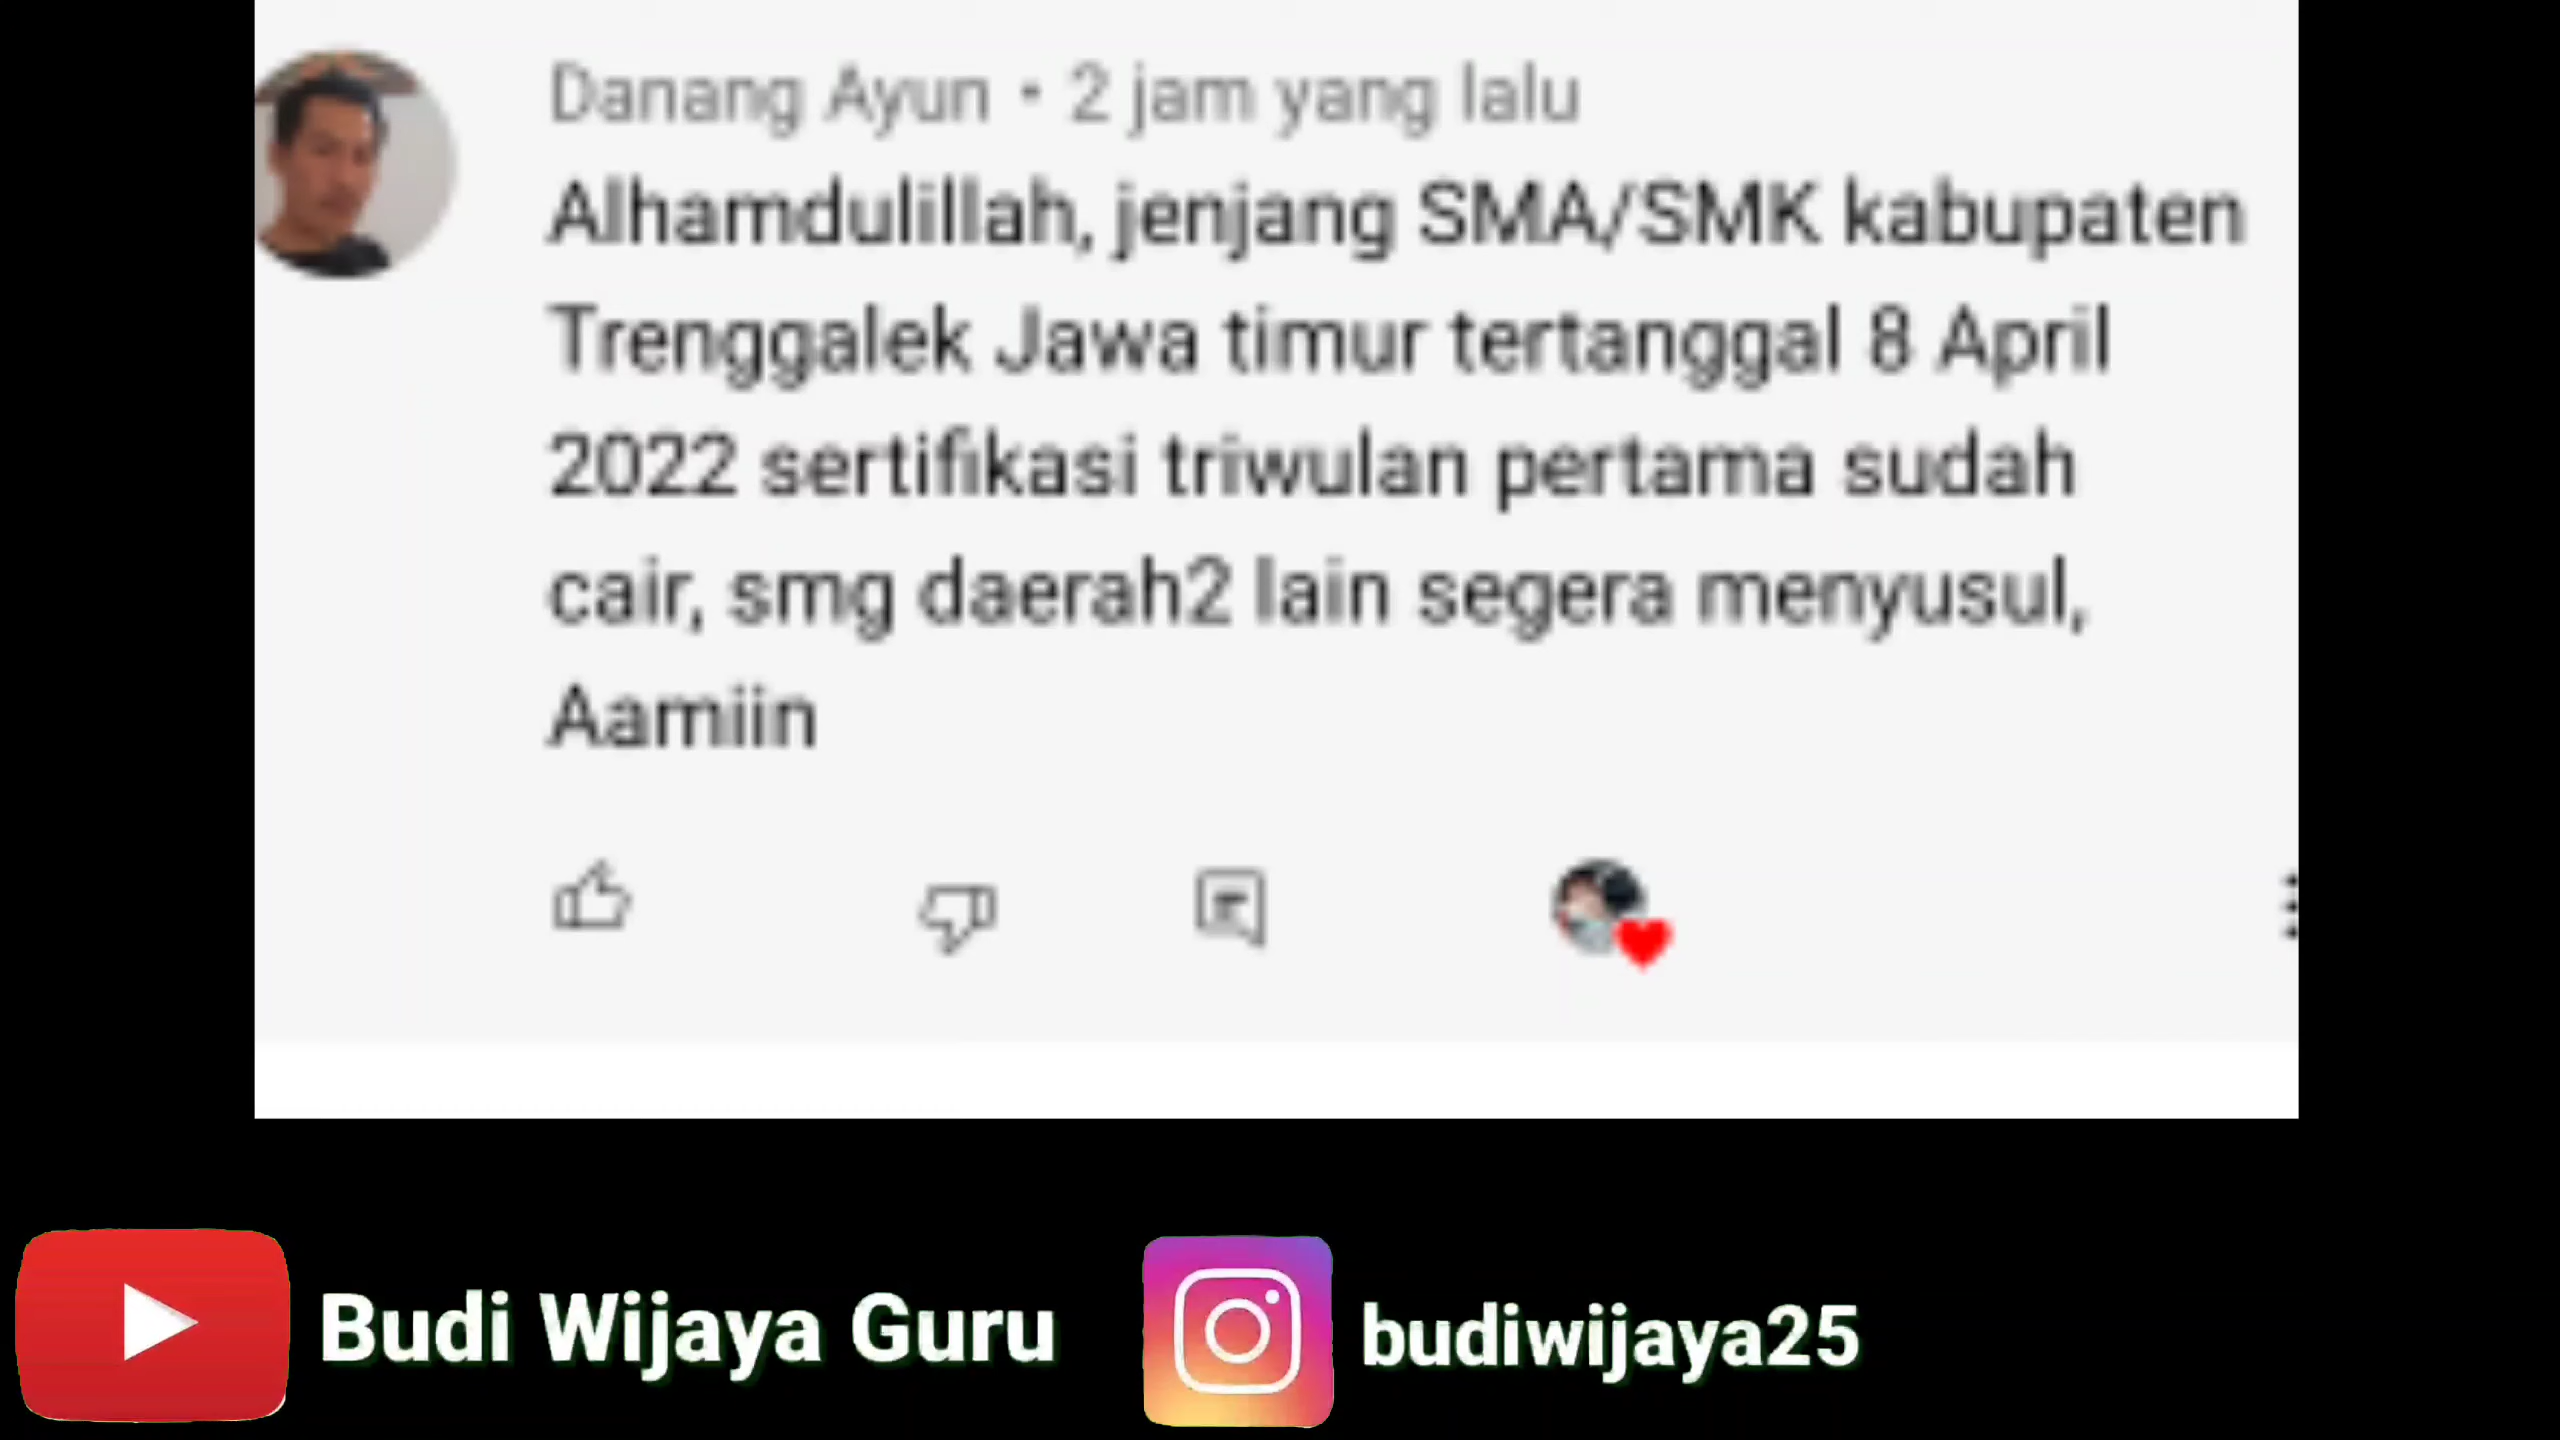 Danang Ayun • 2 jam yang lalu
Alhamdulillah, jenjang SMA/SMK kabupaten
Trenggalek Jawa timur tertanggal 8 April
2022 sertifikasi triwulan pertama sudah
cair, smg daerah2 lain segera menyusul,
Aamiin
Budi Wijaya Guru
budiwijaya25